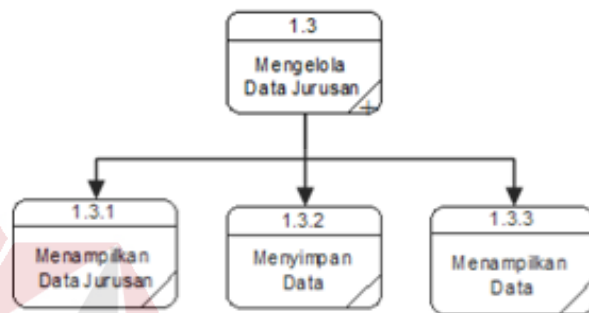 1.3
Mengelola
Data Jurusan
1.3.1
Menampilkan
Data Jurusan
1.3.2
Menyimpan
Data
1.3.3
Menampilkan
Data